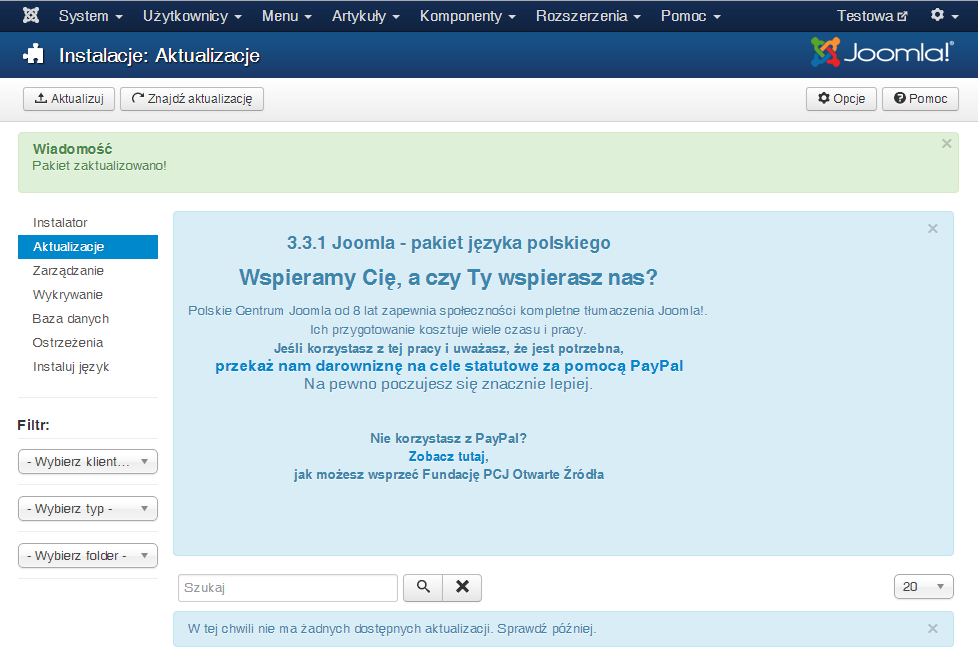 System Użytkownicy Menu Artykuły Komponenty Rozszerzenia Pomoc Testowa
Instalacje: Aktualizacje
Joomla!®
Aktualizuj Znajdź aktualizację Opcje Pomoc
Wiadomość
Pakiet zaktualizowano!
Instalator
Aktualizacje
Zarządzanie
Wykrywanie
Baza danych
Ostrzeżenia
Instaluj język
Filtr:
- Wybierz klient...
- Wybierz typ -
- Wybierz folder -
3.3.1 Joomla - pakiet języka polskiego
Wspieramy Cię, a czy Ty wspierasz nas?
Polskie Centrum Joomla od 8 lat zapewnia społeczności kompletne tłumaczenia Joomla!.
Ich przygotowanie kosztuje wiele czasu i pracy.
Jeśli korzystasz z tej pracy i uważasz, że jest potrzebna,
przekaż nam darowiznę na cele statutowe za pomocą PayPal
Na pewno poczujesz się znacznie lepiej.
Nie korzystasz z PayPal?
Zobacz tutaj,
jak możesz wsprzeć Fundację PCJ Otwarte Źródła
Szukaj
20
W tej chwili nie ma żadnych dostępnych aktualizacji. Sprawdź później.